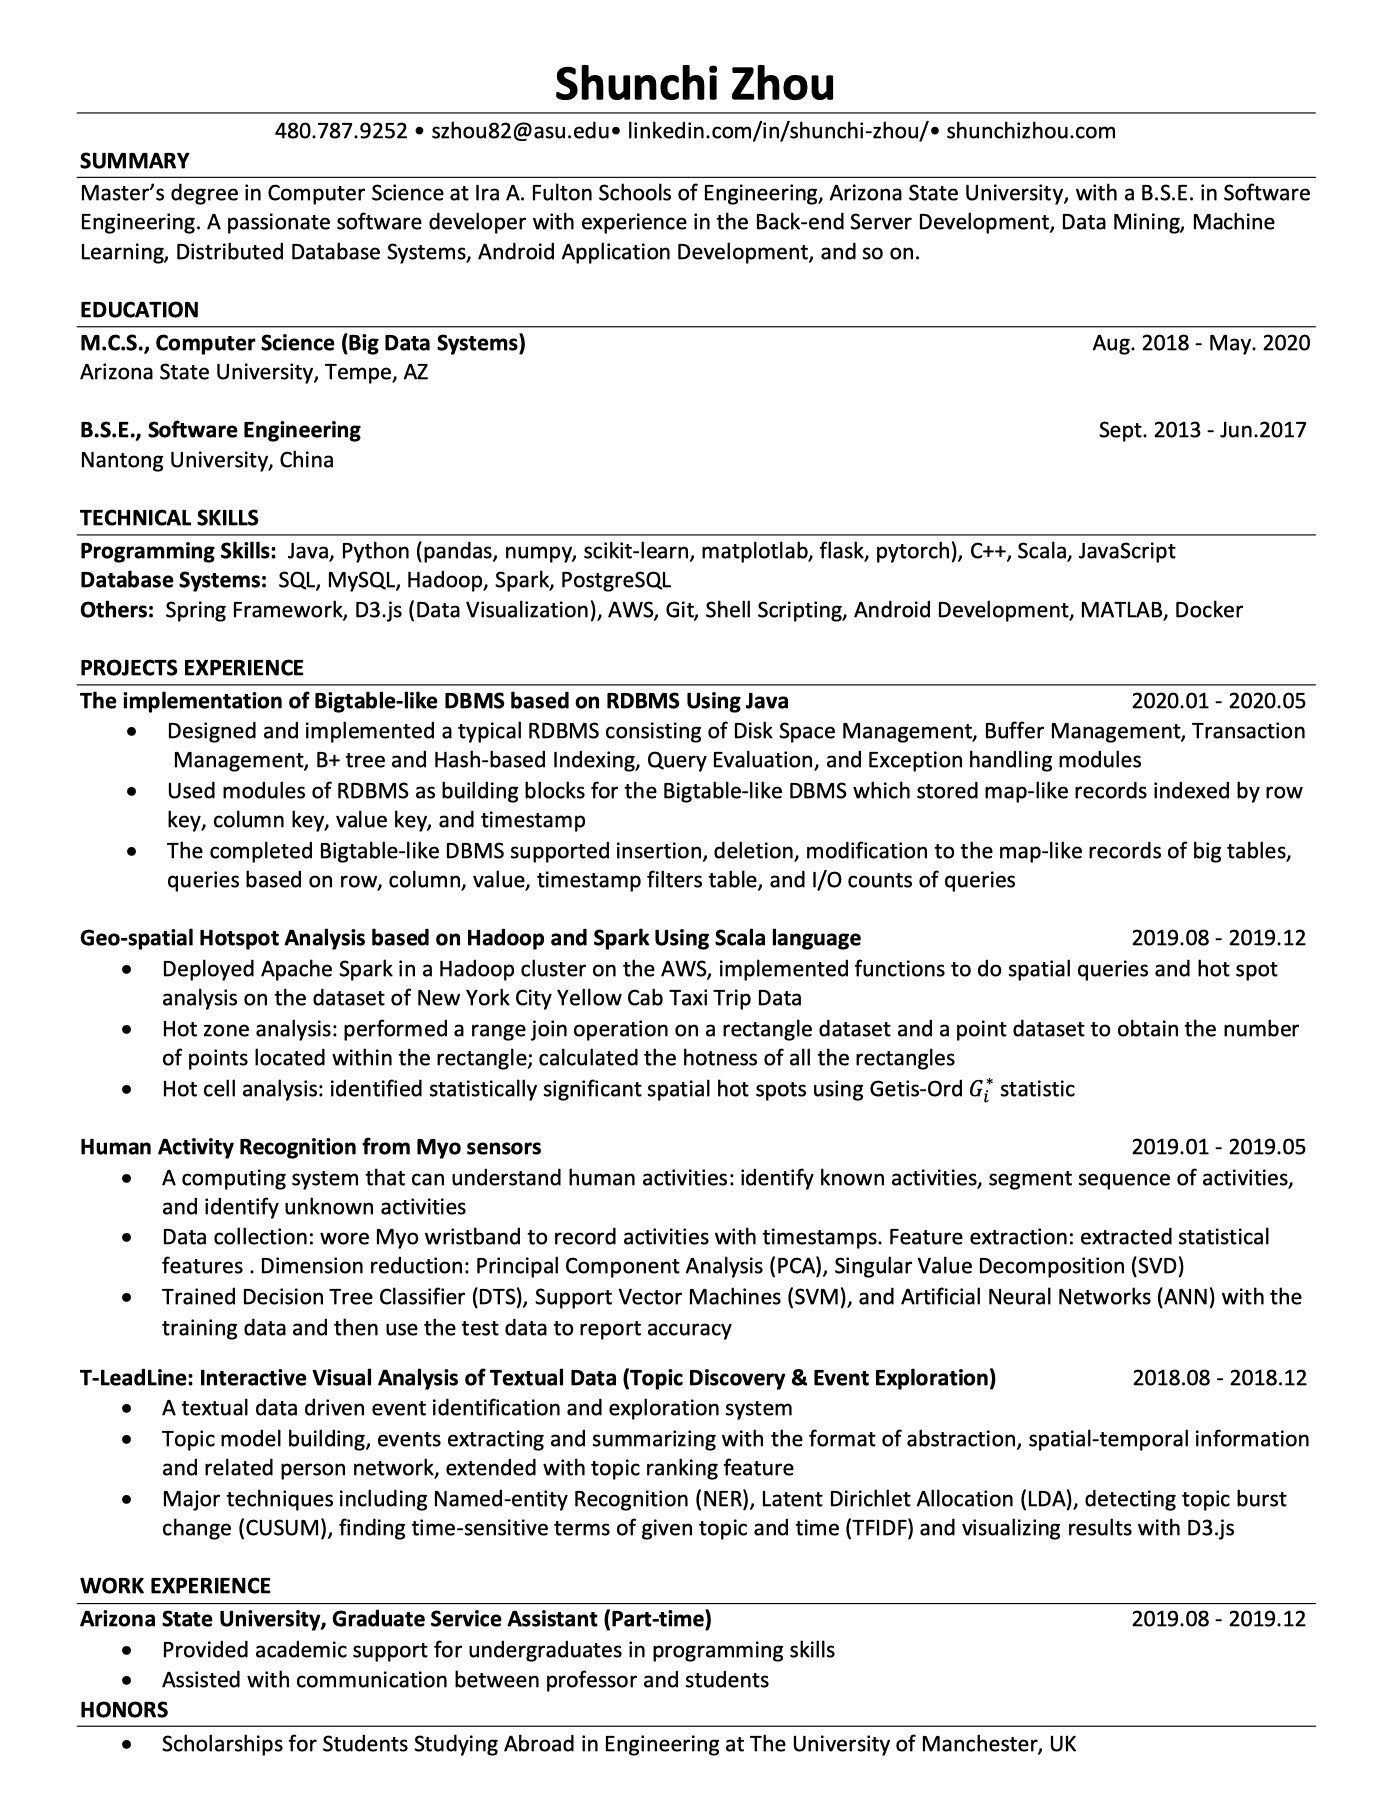 Shunchi Zhou
480.787.9252 • szhou82@asu.edu• linkedin.com/in/shunchi-zhou/• shunchizhou.com
SUMMARY
Master’s degree in Computer Science at Ira A. Fulton Schools of Engineering, Arizona State University, with a B.S.E. in Software
Engineering. A passionate software developer with experience in the Back-end Server Development, Data Mining, Machine
Learning, Distributed Database Systems, Android Application Development, and so on.
EDUCATION
M.C.S., Computer Science (Big Data Systems) Aug. 2018 - May. 2020
Arizona State University, Tempe, AZ
B.S.E., Software Engineering Sept. 2013 - Jun.2017
Nantong University, China
TECHNICAL SKILLS
Programming Skills: Java, Python (pandas, numpy, scikit-learn, matplotlab, flask, pytorch), C++, Scala, JavaScript
Database Systems: SQL, MySQL, Hadoop, Spark, PostgreSQL
Others: Spring Framework, D3.js (Data Visualization), AWS, Git, Shell Scripting, Android Development, MATLAB, Docker
PROJECTS EXPERIENCE
The implementation of Bigtable-like DBMS based on RDBMS Using Java 2020.01 - 2020.05
• Designed and implemented a typical RDBMS consisting of Disk Space Management, Buffer Management, Transaction
Management, B+ tree and Hash-based Indexing, Query Evaluation, and Exception handling modules
• Used modules of RDBMS as building blocks for the Bigtable-like DBMS which stored map-like records indexed by row
key, column key, value key, and timestamp
• The completed Bigtable-like DBMS supported insertion, deletion, modification to the map-like records of big tables,
queries based on row, column, value, timestamp filters table, and I/O counts of queries
Geo-spatial Hotspot Analysis based on Hadoop and Spark Using Scala language 2019.08 - 2019.12
• Deployed Apache Spark in a Hadoop cluster on the AWS, implemented functions to do spatial queries and hot spot
analysis on the dataset of New York City Yellow Cab Taxi Trip Data
• Hot zone analysis: performed a range join operation on a rectangle dataset and a point dataset to obtain the number
of points located within the rectangle; calculated the hotness of all the rectangles
• Hot cell analysis: identified statistically significant spatial hot spots using Getis-Ord G_i^* statistic
Human Activity Recognition from Myo sensors 2019.01 - 2019.05
• A computing system that can understand human activities: identify known activities, segment sequence of activities,
and identify unknown activities
• Data collection: wore Myo wristband to record activities with timestamps. Feature extraction: extracted statistical
features . Dimension reduction: Principal Component Analysis (PCA), Singular Value Decomposition (SVD)
• Trained Decision Tree Classifier (DTS), Support Vector Machines (SVM), and Artificial Neural Networks (ANN) with the
training data and then use the test data to report accuracy
T-LeadLine: Interactive Visual Analysis of Textual Data (Topic Discovery & Event Exploration) 2018.08 - 2018.12
• A textual data driven event identification and exploration system
• Topic model building, events extracting and summarizing with the format of abstraction, spatial-temporal information
and related person network, extended with topic ranking feature
• Major techniques including Named-entity Recognition (NER), Latent Dirichlet Allocation (LDA), detecting topic burst
change (CUSUM), finding time-sensitive terms of given topic and time (TFIDF) and visualizing results with D3.js
WORK EXPERIENCE
Arizona State University, Graduate Service Assistant (Part-time) 2019.08 - 2019.12
• Provided academic support for undergraduates in programming skills
• Assisted with communication between professor and students
HONORS
• Scholarships for Students Studying Abroad in Engineering at The University of Manchester, UK